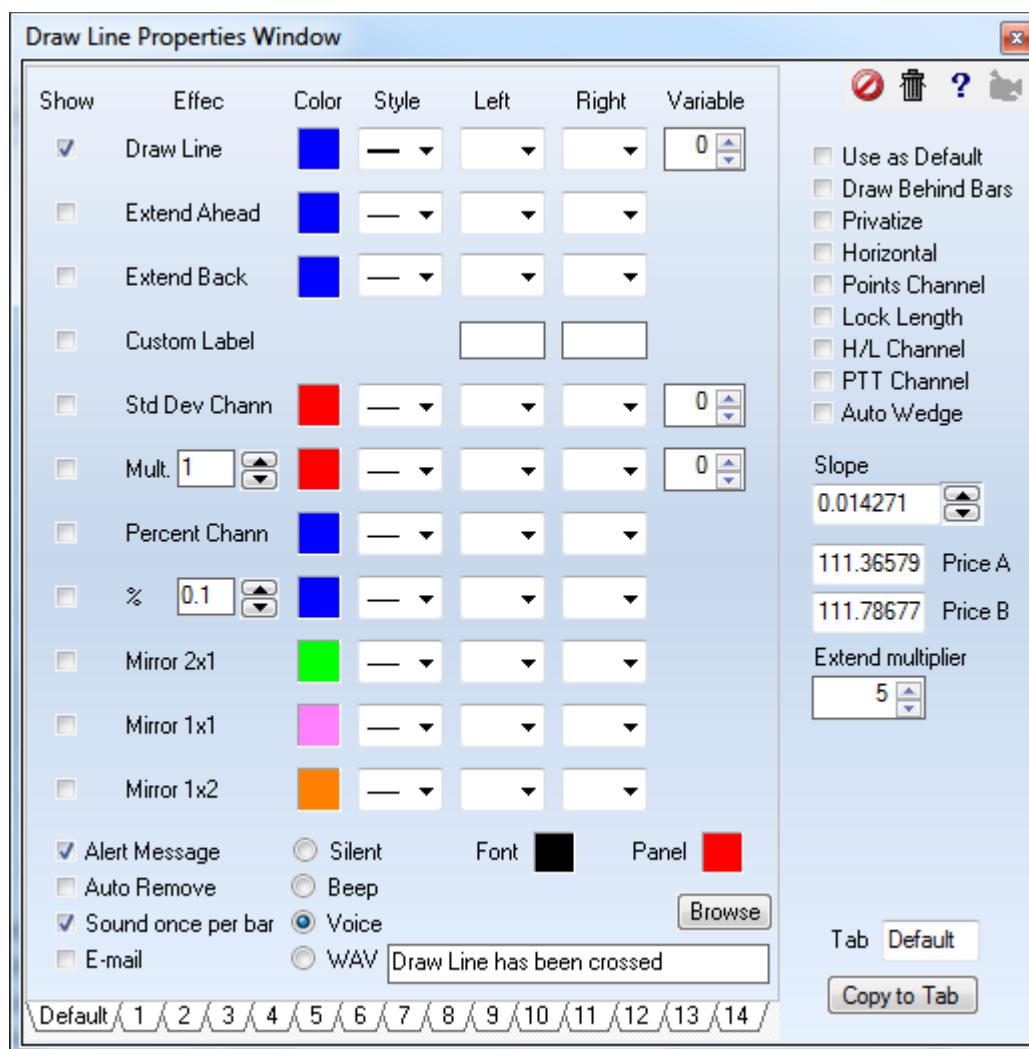 Draw Line Properties Window
Show Effec Color Style Left Right Variable
Draw Line 0
Extend Ahead
Extend Back
Custom Label
Std Dev Chann 0
Mult. 1 0
Percent Chann
% 0.1
Mirror 2x1
Mirror 1x1
Mirror 1x2
Alert Message Silent Font Panel
Auto Remove Beep
Sound once per bar Voice Browse
E-mail WAV Draw Line has been crossed
Default 1 2 3 4 5 6 7 8 9 10 11 12 13 14
?
Use as Default
Draw Behind Bars
Privatize
Horizontal
Points Channel
Lock Length
H/L Channel
PTT Channel
Auto Wedge
Slope
0.014271
111.36579 Price A
111.78677 Price B
Extend multiplier
5
Tab Default
Copy to Tab